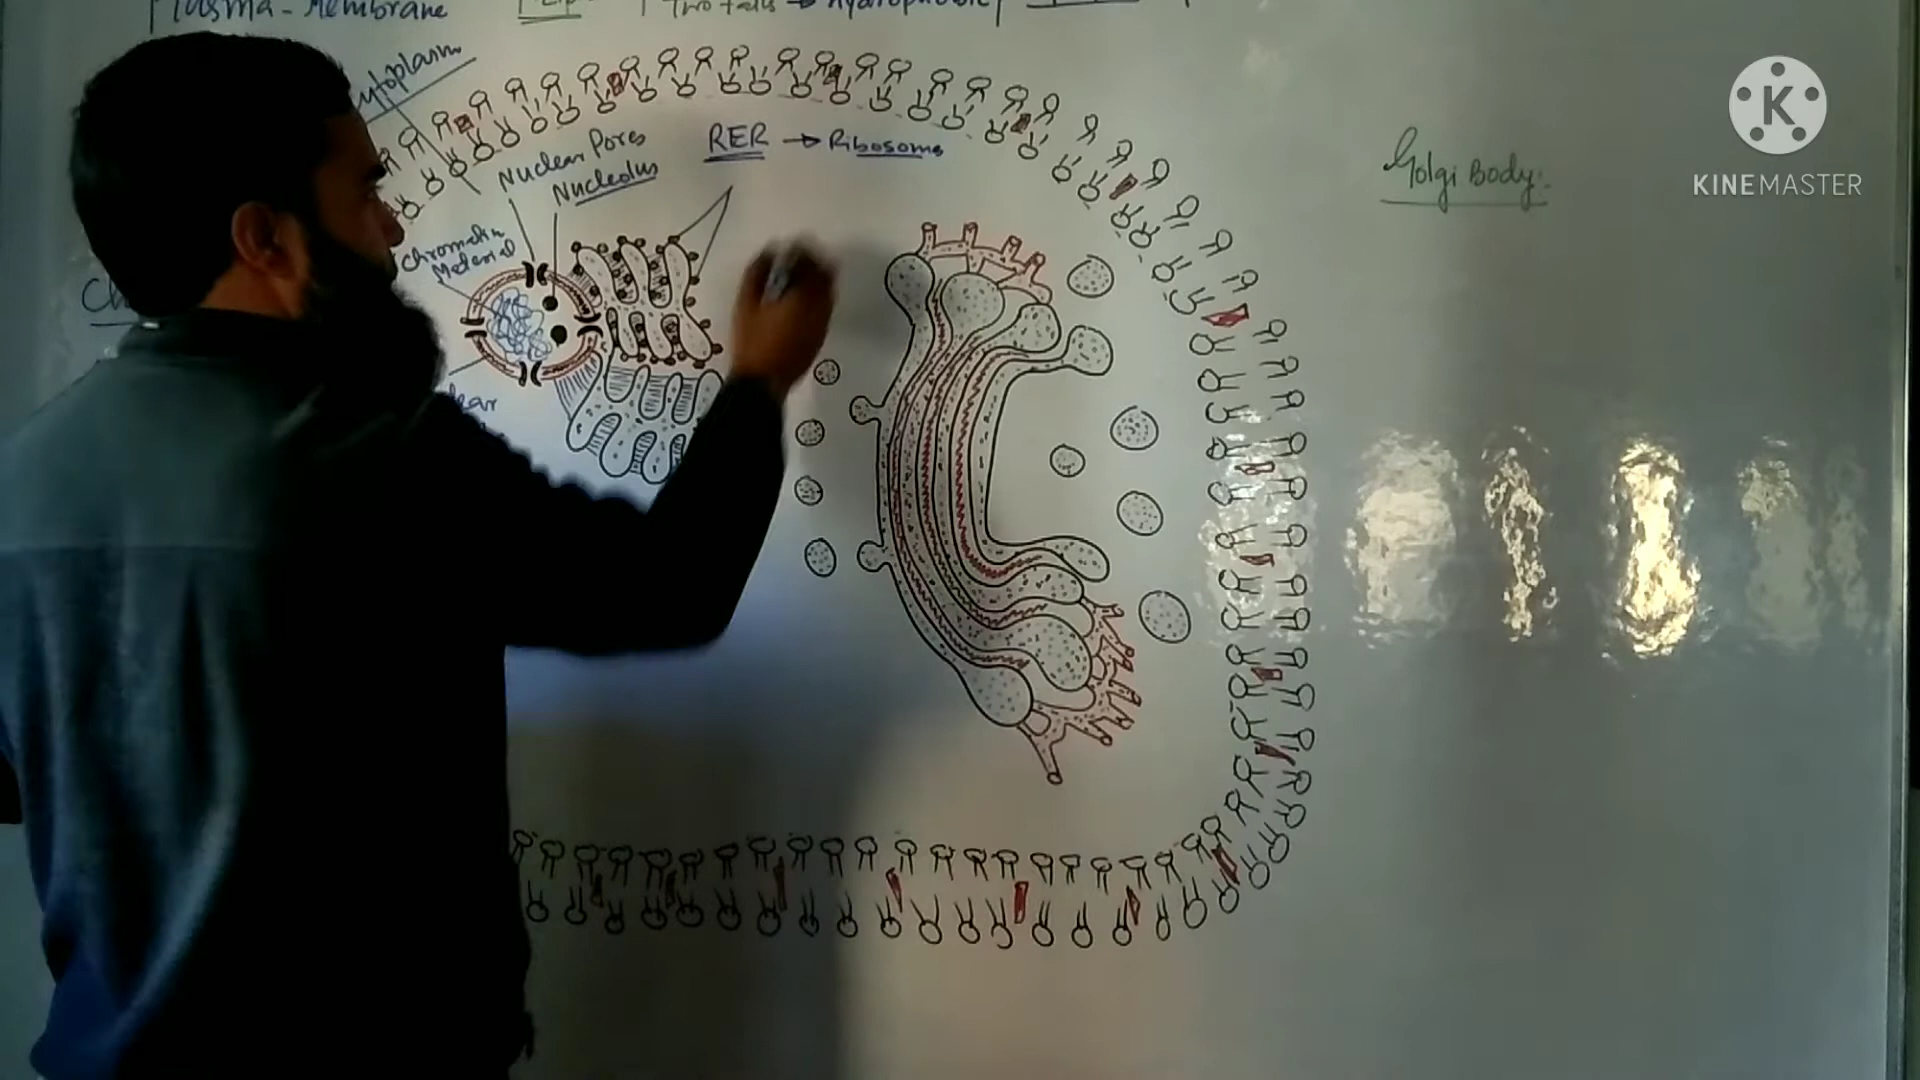 Plasma - Membrane
Two tails → Hydrophobic
Cytoplasm
Nuclear Pores
Nucleolus
RER → Ribosome
Chromatin
Material
Golgi Body:-
KINEMASTER